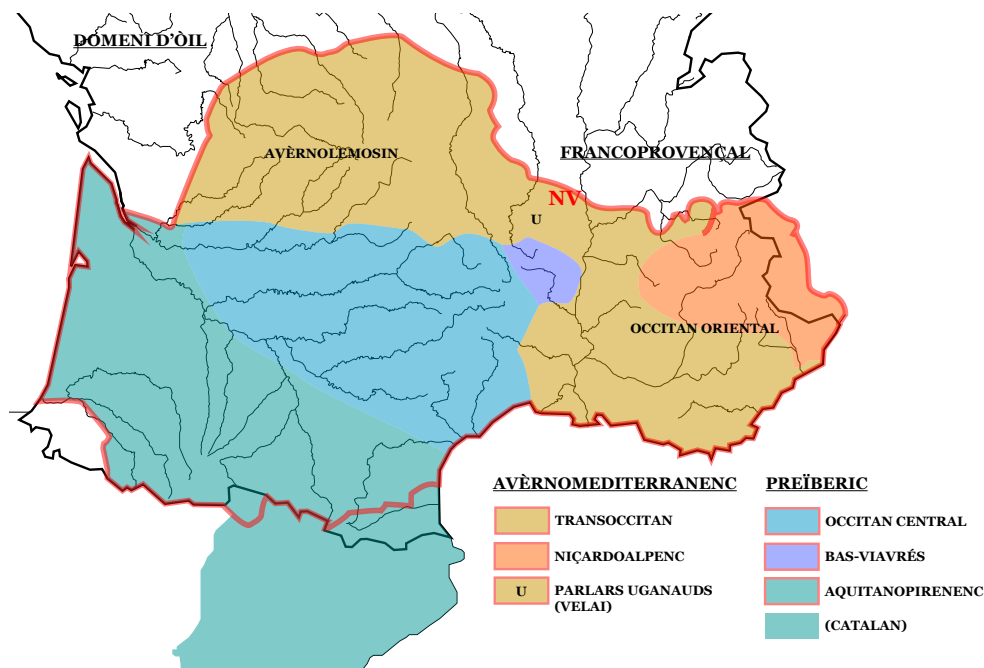 DOMENI D'ÒIL
AVÈRNOLEMOSIN
FRANCOPROVENÇAL
NV
U
OCCITAN ORIENTAL
AVÈRNOMEDITERRANENC
TRANSOCCITAN
NIÇARDOALPENC
U
PARLARS UGANAUDS
(VELAI)
PREÏBERIC
OCCITAN CENTRAL
BAS-VIAVRÉS
AQUITANOPIRENENC
(CATALAN)